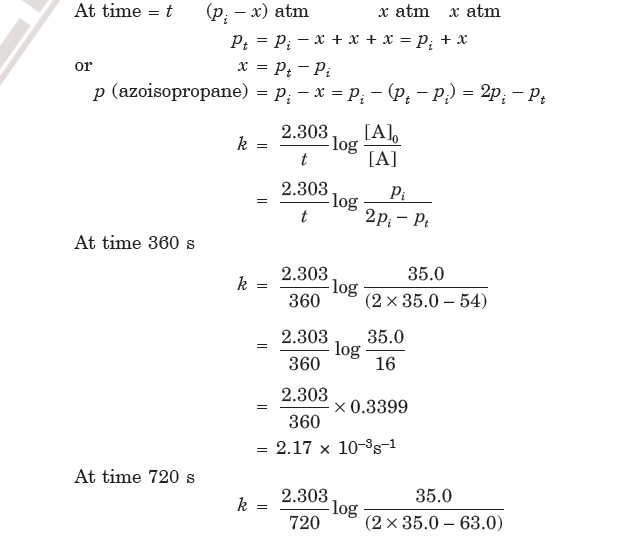 At time = t (pᵢ – x) atm x atm x atm
pₜ = pᵢ – x + x + x = pᵢ + x
or x = pₜ – pᵢ
p (azoisopropane) = pᵢ – x = pᵢ – (pₜ – pᵢ) = 2pᵢ – pₜ
k = 2.303/t log [A]₀/[A]
= 2.303/t log pᵢ/2pᵢ – pₜ
At time 360 s
k = 2.303/360 log 35.0/(2 × 35.0 – 54)
= 2.303/360 log 35.0/16
= 2.303/360 × 0.3399
= 2.17 × 10⁻³s⁻¹
At time 720 s
k = 2.303/720 log 35.0/(2 × 35.0 – 63.0)